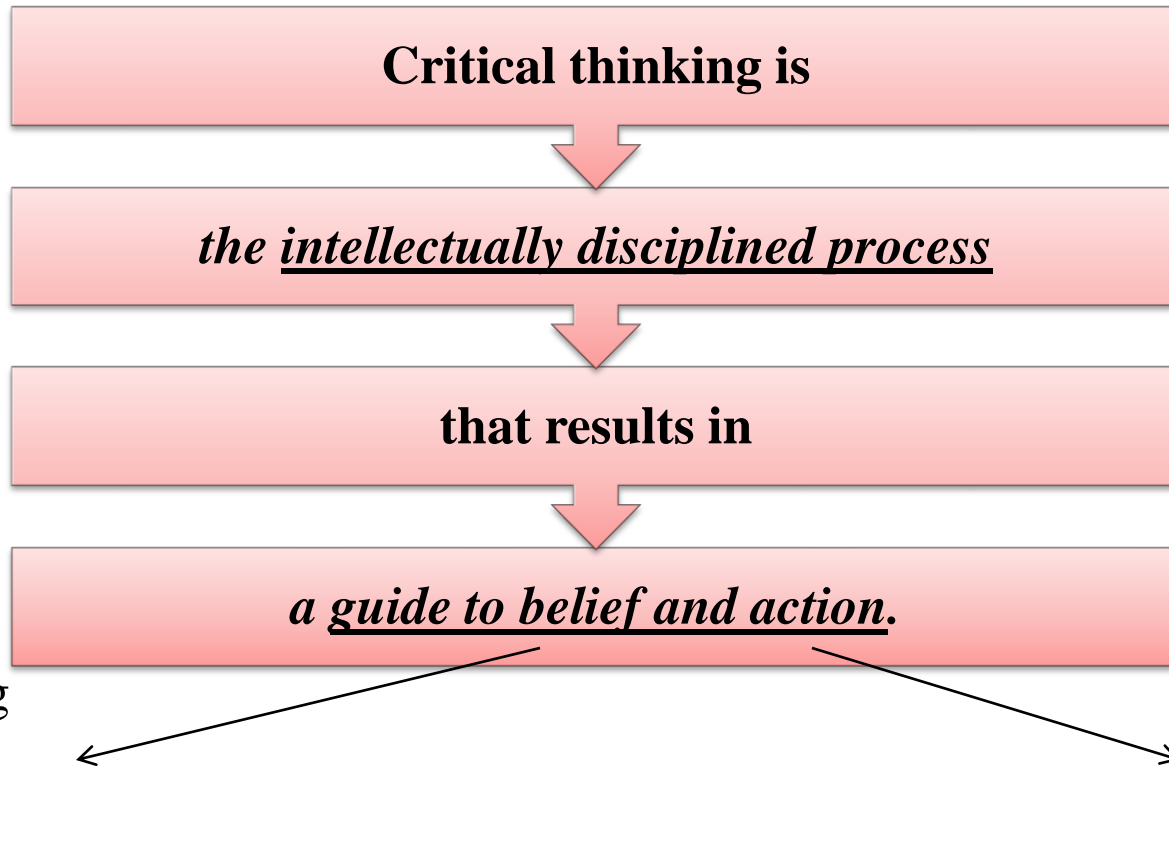 Critical thinking is
the intellectually disciplined process
that results in
a guide to belief and action.
g